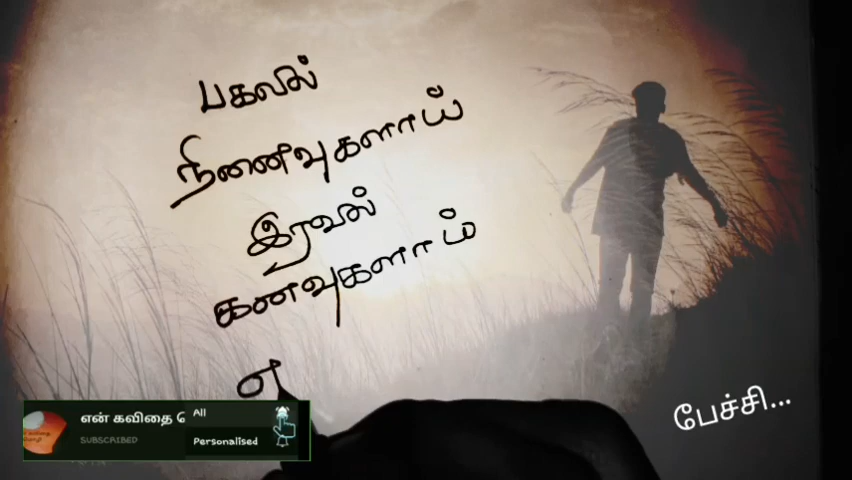 பகலில்
நினைவுகளாய்
இரவில்
கனவுகளாய்
எ
என் கவிதை
SUBSCRIBED
All
Personalised
பேச்சி...